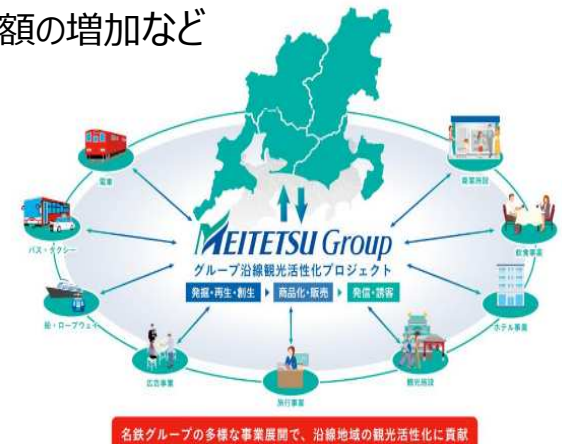 額の増加など
電車
商業施設
バス・タクシー
飲食事業
MEITETSU Group
グループ沿線観光活性化プロジェクト
発掘・再生・創生
商品化・販売
発信・誘客
船・ロープウェイ
ホテル事業
広告事業
観光施設
旅行事業
名鉄グループの多様な事業展開で、沿線地域の観光活性化に貢献